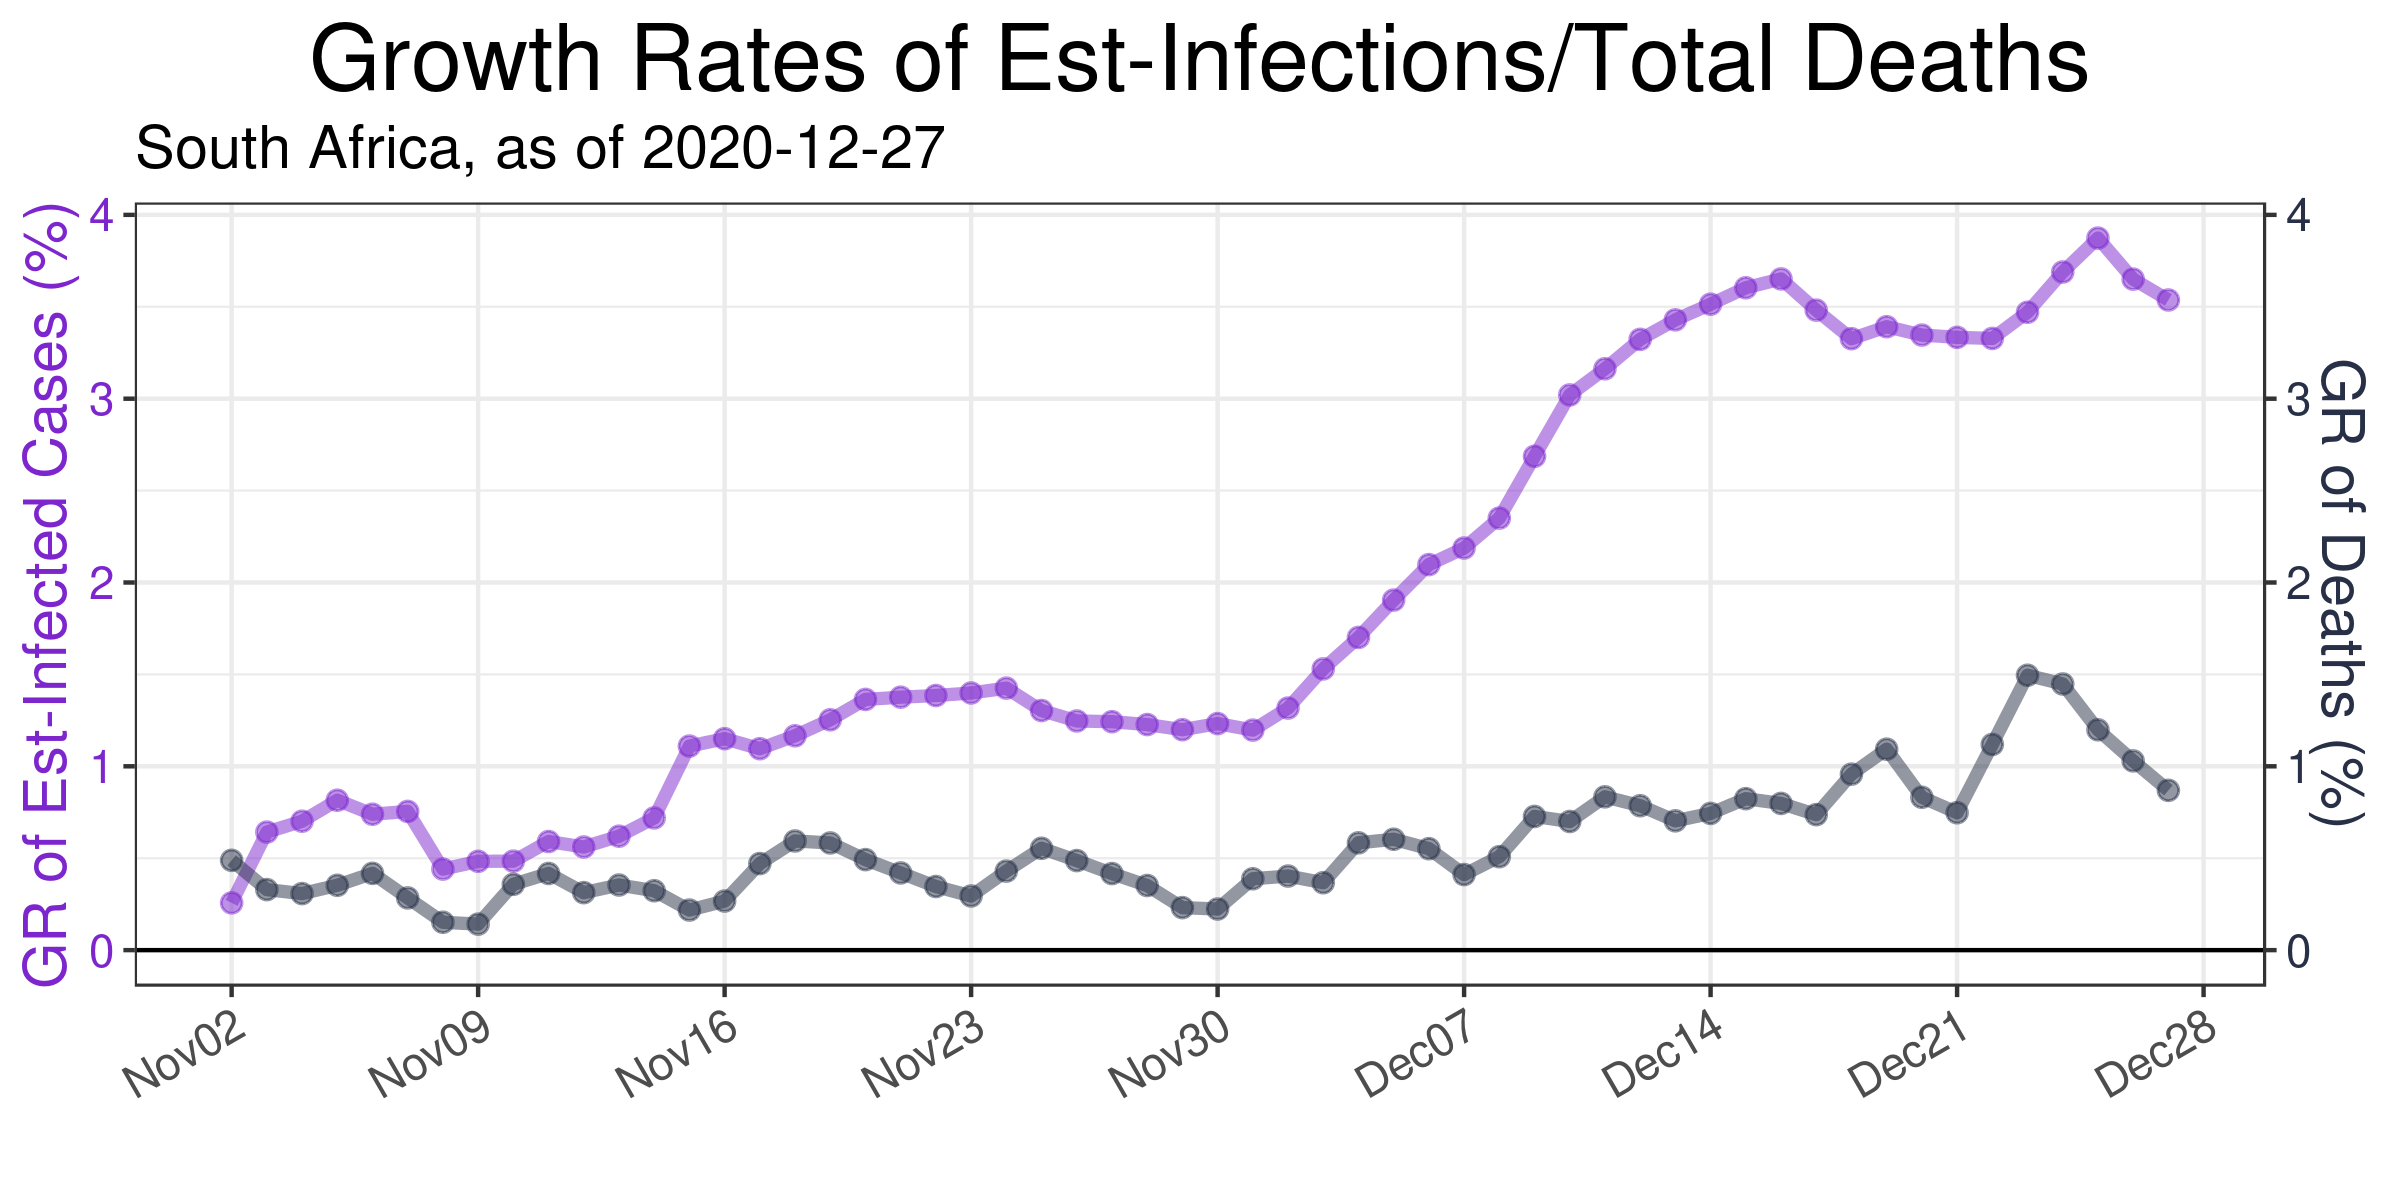 Growth Rates of Est-Infections/Total Deaths
South Africa, as of 2020-12-27
GR of Est-Infected Cases (%)
4
3
2
1
0
4
3
2
1
0
GR of Deaths (%)
Nov02
Nov09
Nov16
Nov23
Nov30
Dec07
Dec14
Dec21
Dec28